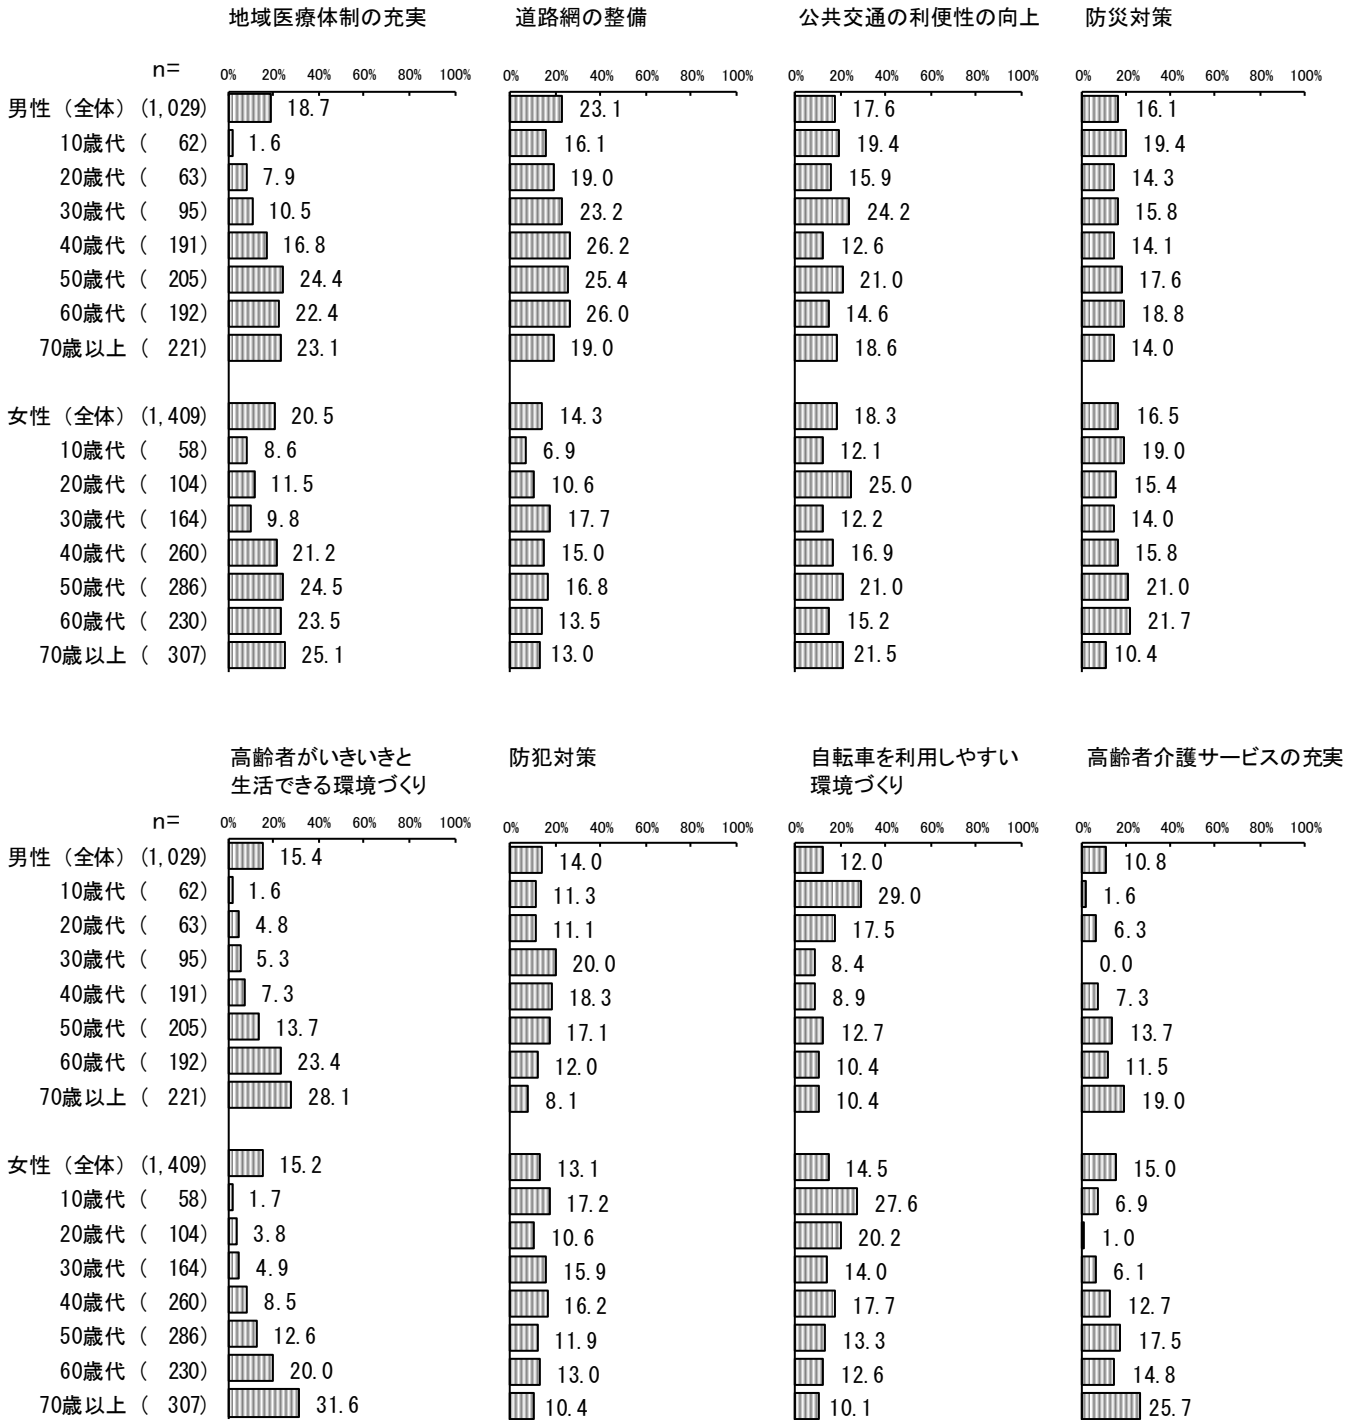 地域医療体制の充実 道路網の整備 公共交通の利便性の向上 防災対策
n= 0% 20% 40% 60% 80% 100% 0% 20% 40% 60% 80% 100% 0% 20% 40% 60% 80% 100% 0% 20% 40% 60% 80% 100%
男性（全体）(1,029) 18.7 23.1 17.6 16.1
10歳代 ( 62) 1.6 16.1 19.4 19.4
20歳代 ( 63) 7.9 19.0 15.9 14.3
30歳代 ( 95) 10.5 23.2 24.2 15.8
40歳代 ( 191) 16.8 26.2 12.6 14.1
50歳代 ( 205) 24.4 25.4 21.0 17.6
60歳代 ( 192) 22.4 26.0 14.6 18.8
70歳以上 ( 221) 23.1 19.0 18.6 14.0
女性（全体）(1,409) 20.5 14.3 18.3 16.5
10歳代 ( 58) 8.6 6.9 12.1 19.0
20歳代 ( 104) 11.5 10.6 25.0 15.4
30歳代 ( 164) 9.8 17.7 12.2 14.0
40歳代 ( 260) 21.2 15.0 16.9 15.8
50歳代 ( 286) 24.5 16.8 21.0 21.0
60歳代 ( 230) 23.5 13.5 15.2 21.7
70歳以上 ( 307) 25.1 13.0 21.5 10.4
高齢者がいきいきと 防犯対策 自転車を利用しやすい 高齢者介護サービスの充実
生活できる環境づくり 環境づくり
n= 0% 20% 40% 60% 80% 100% 0% 20% 40% 60% 80% 100% 0% 20% 40% 60% 80% 100% 0% 20% 40% 60% 80% 100%
男性（全体）(1,029) 15.4 14.0 12.0 10.8
10歳代 ( 62) 1.6 11.3 29.0 1.6
20歳代 ( 63) 4.8 11.1 17.5 6.3
30歳代 ( 95) 5.3 20.0 8.4 0.0
40歳代 ( 191) 7.3 18.3 8.9 7.3
50歳代 ( 205) 13.7 17.1 12.7 13.7
60歳代 ( 192) 23.4 12.0 10.4 11.5
70歳以上 ( 221) 28.1 8.1 10.4 19.0
女性（全体）(1,409) 15.2 13.1 14.5 15.0
10歳代 ( 58) 1.7 17.2 27.6 6.9
20歳代 ( 104) 3.8 10.6 20.2 1.0
30歳代 ( 164) 4.9 15.9 14.0 6.1
40歳代 ( 260) 8.5 16.2 17.7 12.7
50歳代 ( 286) 12.6 11.9 13.3 17.5
60歳代 ( 230) 20.0 13.0 12.6 14.8
70歳以上 ( 307) 31.6 10.4 10.1 25.7